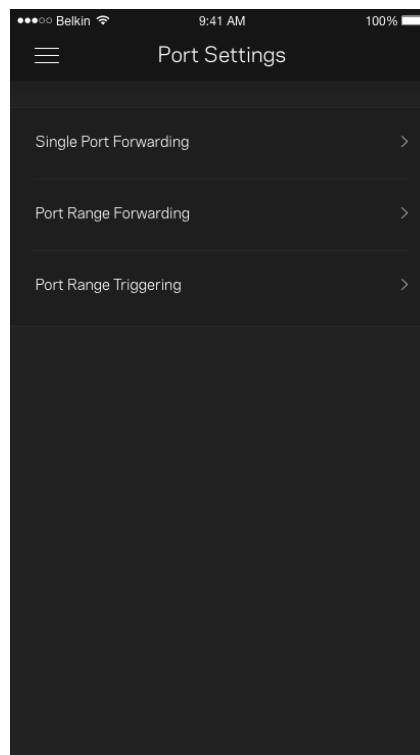 Belkin 9:41 AM 100%
Port Settings
Single Port Forwarding
Port Range Forwarding
Port Range Triggering